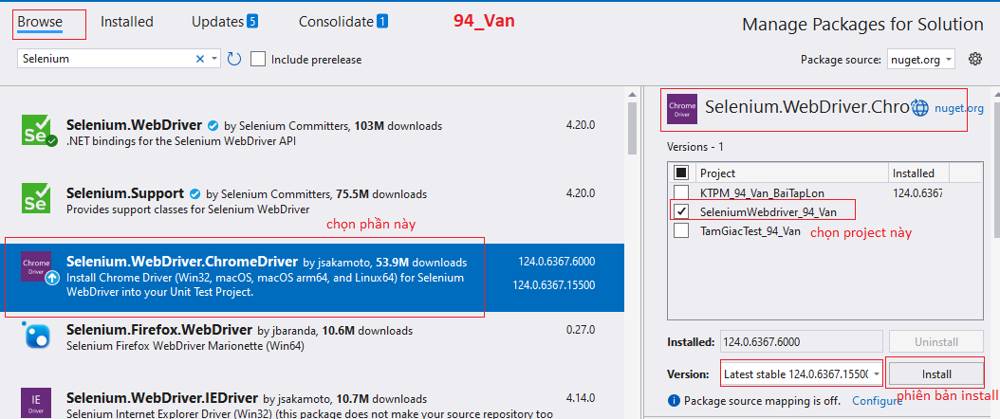 Browse Installed Updates 5 Consolidate 1 94_Van Manage Packages for Solution
Selenium Include prerelease Package source: nuget.org
Selenium.WebDriver by Selenium Committers, 103M downloads 4.20.0
.NET bindings for the Selenium WebDriver API
Se
Selenium.Support by Selenium Committers, 75.5M downloads 4.20.0
Provides support classes for Selenium WebDriver
Se
chọn phần này
Selenium.WebDriver.ChromeDriver by jsakamoto, 53.9M downloads 124.0.6367.6000
Install Chrome Driver (Win32, macOS, macOS arm64, and Linux64) for Selenium
WebDriver into your Unit Test Project. 124.0.6367.15500
Chrome
Driver
Selenium.Firefox.WebDriver by jbaranda, 10.6M downloads 0.27.0
Selenium Firefox WebDriver Marionette (Win64)
Selenium.WebDriver.IEDriver by jsakamoto, 10.7M downloads 4.14.0
Selenium Internet Explorer Driver (Win32) (this package does not make your source repository too
IE
Driver
Chrome
Driver
Selenium.WebDriver.Chro nuget.org
Versions - 1
Project Installed
KTPM_94_Van_BaiTapLon 124.0.6367
SeleniumWebdriver_94_Van
TamGiacTest_94_Van chọn project này
Installed: 124.0.6367.6000 Uninstall
Version: Latest stable 124.0.6367.15500 Install
phiên bản install
Package source mapping is off. Configure